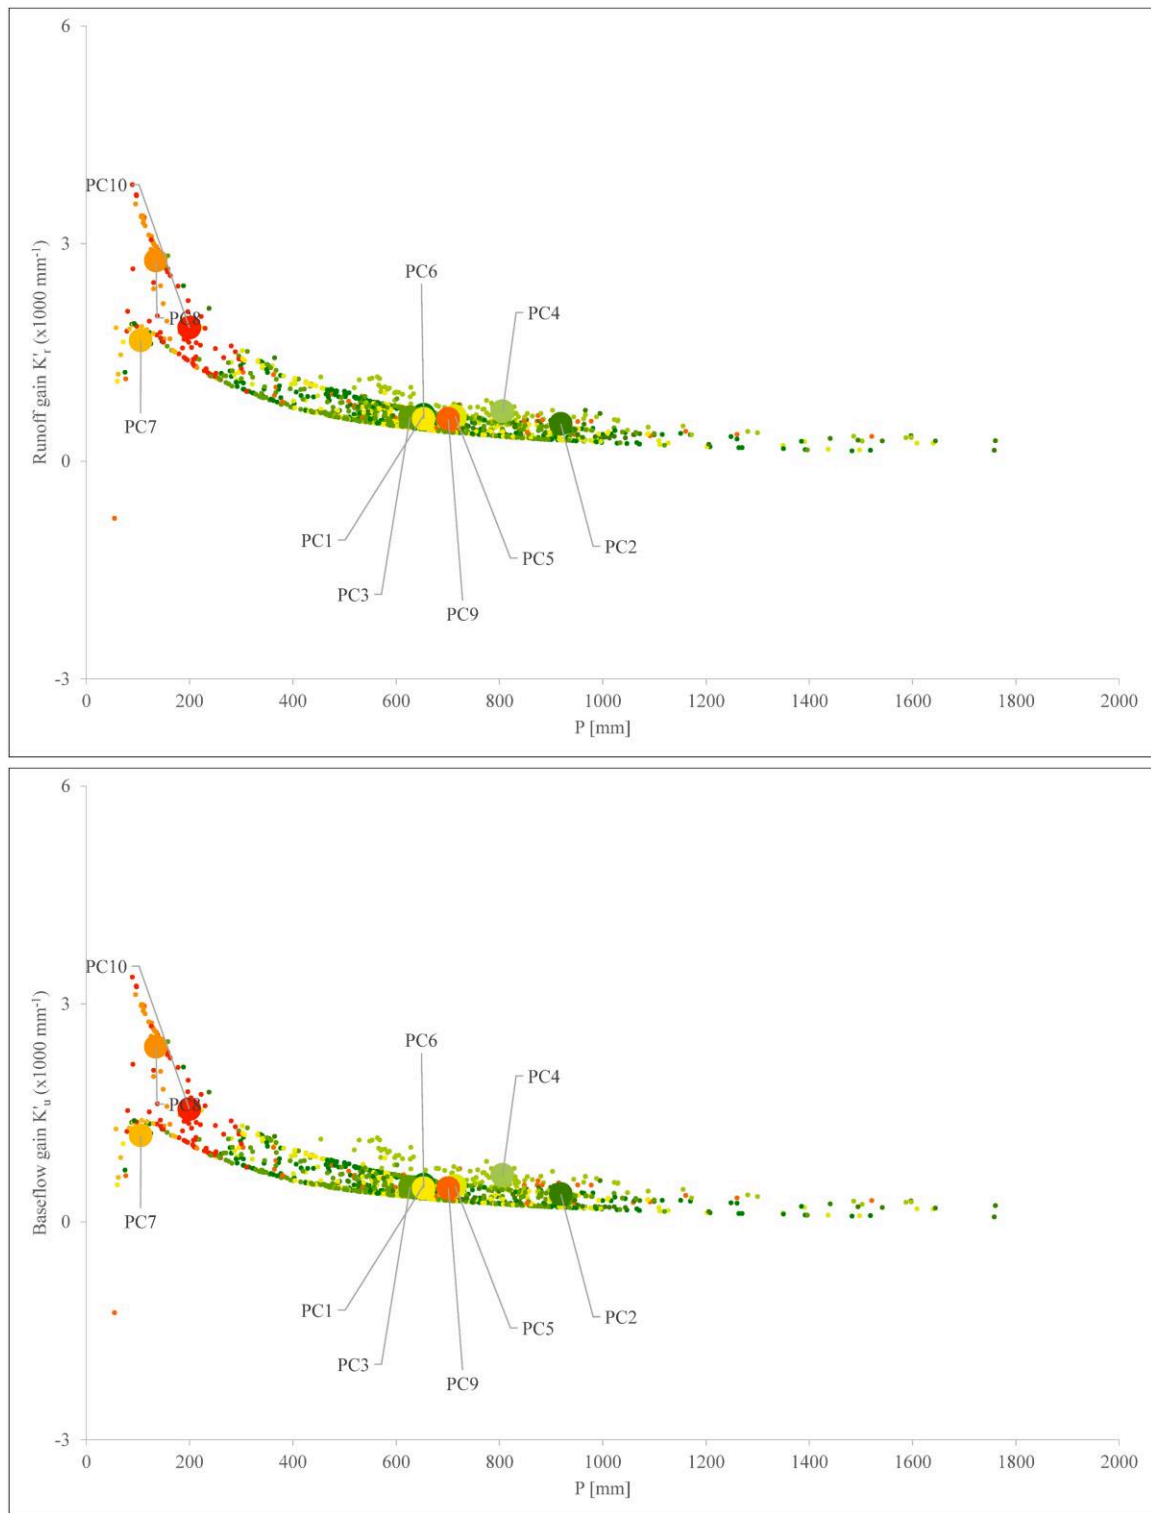 6
3
0
-3
Runoff gain K'r (x1000 mm-1)
PC10
PC8
PC7
PC6
PC4
PC1
PC3
PC9
PC5
PC2
0 200 400 600 800 1000 1200 1400 1600 1800 2000
P [mm]
6
3
0
-3
Baseflow gain K'u (x1000 mm-1)
PC10
PC8
PC7
PC6
PC4
PC1
PC3
PC9
PC5
PC2
0 200 400 600 800 1000 1200 1400 1600 1800 2000
P [mm]